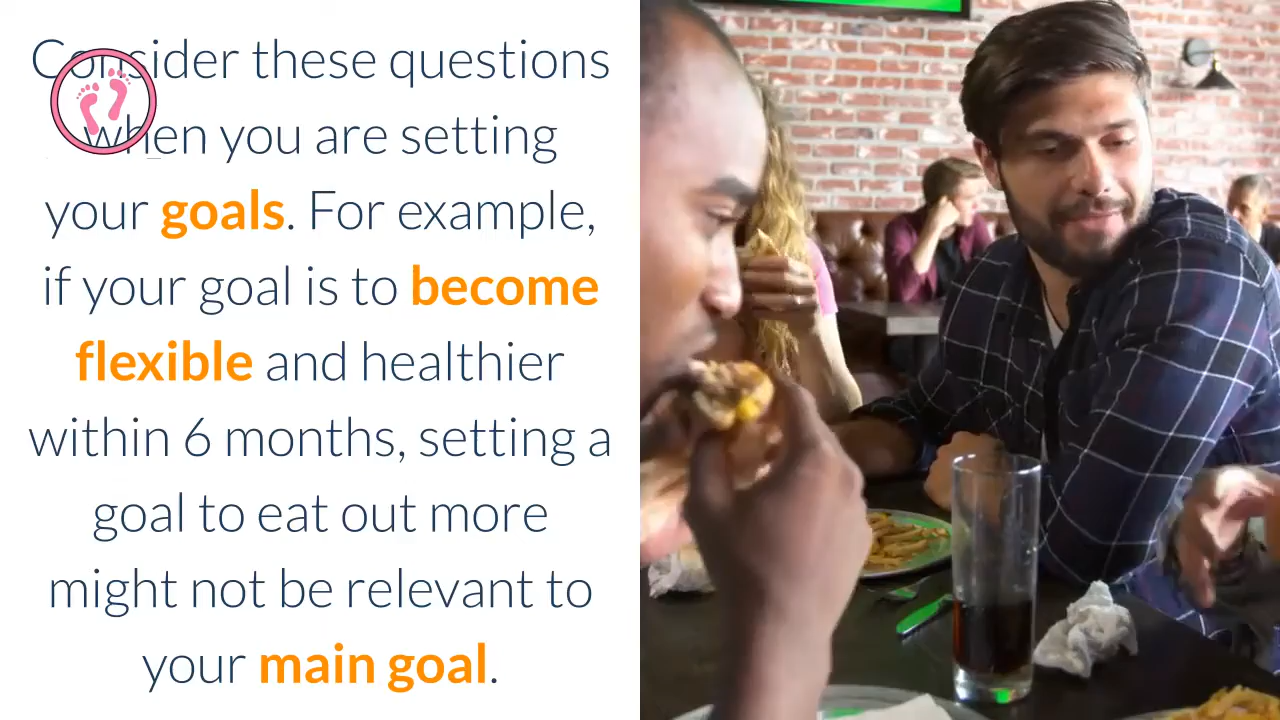 Consider these questions
when you are setting
your goals. For example,
if your goal is to become
flexible and healthier
within 6 months, setting a
goal to eat out more
might not be relevant to
your main goal.